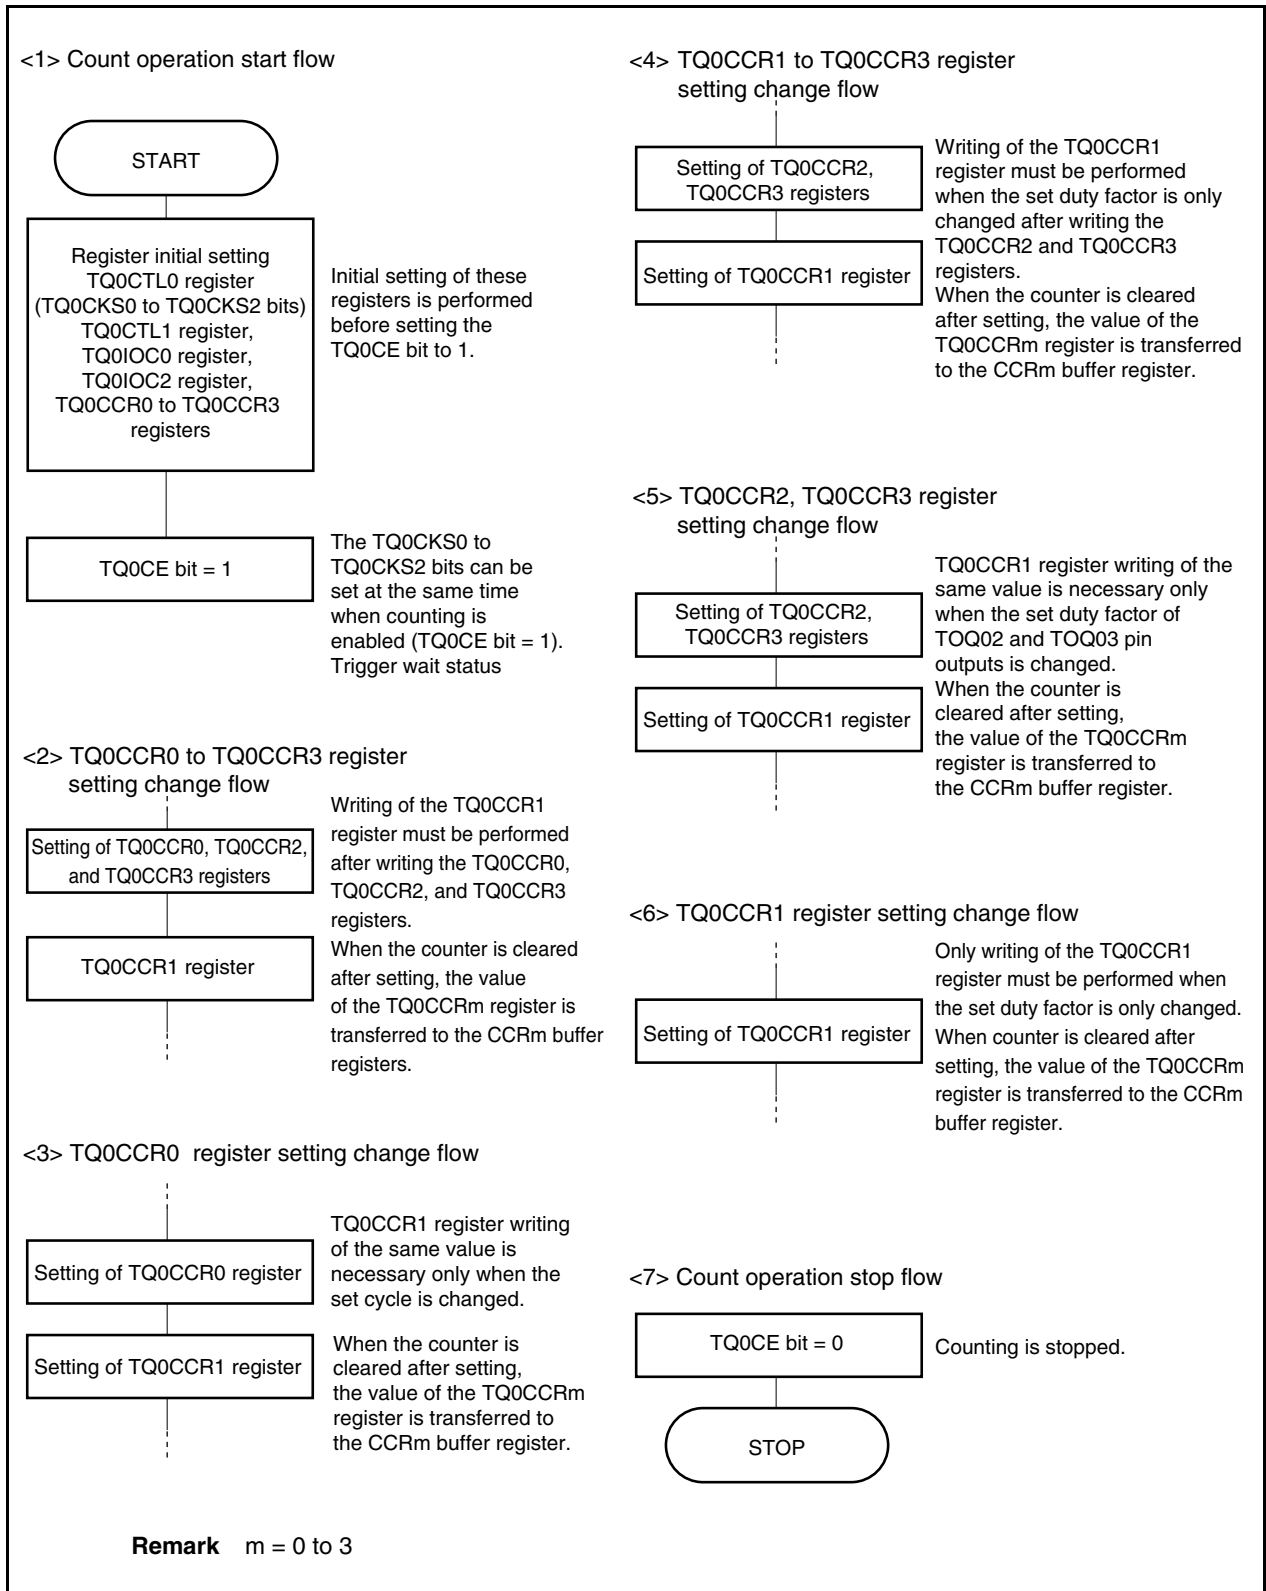 <1> Count operation start flow
START
Register initial setting
TQ0CTL0 register
(TQ0CKS0 to TQ0CKS2 bits)
TQ0CTL1 register,
TQ0IOC0 register,
TQ0IOC2 register,
TQ0CCR0 to TQ0CCR3
registers
Initial setting of these
registers is performed
before setting the
TQ0CE bit to 1.
TQ0CE bit = 1
The TQ0CKS0 to
TQ0CKS2 bits can be
set at the same time
when counting is
enabled (TQ0CE bit = 1).
Trigger wait status
<2> TQ0CCR0 to TQ0CCR3 register
setting change flow
Setting of TQ0CCR0, TQ0CCR2,
and TQ0CCR3 registers
TQ0CCR1 register
Writing of the TQ0CCR1
register must be performed
after writing the TQ0CCR0,
TQ0CCR2, and TQ0CCR3
registers.
When the counter is cleared
after setting, the value
of the TQ0CCRm register is
transferred to the CCRm buffer
registers.
<3> TQ0CCR0 register setting change flow
Setting of TQ0CCR0 register
TQ0CCR1 register writing
of the same value is
necessary only when the
set cycle is changed.
Setting of TQ0CCR1 register
When the counter is
cleared after setting,
the value of the TQ0CCRm
register is transferred to
the CCRm buffer register.
<4> TQ0CCR1 to TQ0CCR3 register
setting change flow
Setting of TQ0CCR2,
TQ0CCR3 registers
Setting of TQ0CCR1 register
Writing of the TQ0CCR1
register must be performed
when the set duty factor is only
changed after writing the
TQ0CCR2 and TQ0CCR3
registers.
When the counter is cleared
after setting, the value of the
TQ0CCRm register is transferred
to the CCRm buffer register.
<5> TQ0CCR2, TQ0CCR3 register
setting change flow
Setting of TQ0CCR2,
TQ0CCR3 registers
Setting of TQ0CCR1 register
TQ0CCR1 register writing of the
same value is necessary only
when the set duty factor of
TOQ02 and TOQ03 pin
outputs is changed.
When the counter is
cleared after setting,
the value of the TQ0CCRm
register is transferred to
the CCRm buffer register.
<6> TQ0CCR1 register setting change flow
Setting of TQ0CCR1 register
Only writing of the TQ0CCR1
register must be performed when
the set duty factor is only changed.
When counter is cleared after
setting, the value of the TQ0CCRm
register is transferred to the CCRm
buffer register.
<7> Count operation stop flow
TQ0CE bit = 0
Counting is stopped.
STOP
Remark m = 0 to 3